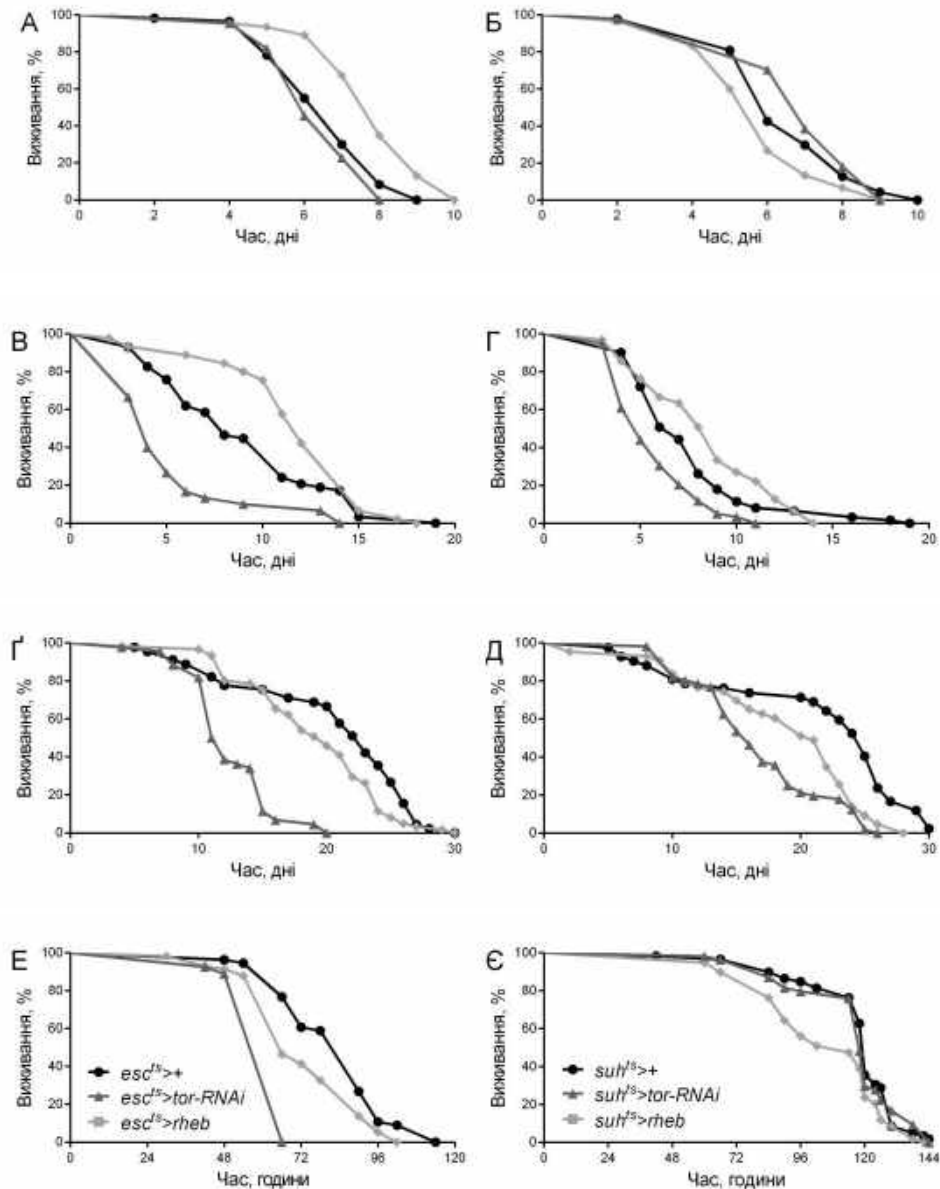 А
Виживання, %
100
80
60
40
20
0
0 2 4 6 8 10
Час, дні
Б
Виживання, %
100
80
60
40
20
0
0 2 4 6 8 10
Час, дні
В
Виживання, %
100
80
60
40
20
0
0 5 10 15 20
Час, дні
Г
Виживання, %
100
80
60
40
20
0
0 5 10 15 20
Час, дні
Ґ
Виживання, %
100
80
60
40
20
0
0 10 20 30
Час, дні
Д
Виживання, %
100
80
60
40
20
0
0 10 20 30
Час, дні
Е
Виживання, %
100
80
60
40
20
0
esc^ts>+
esc^ts>tor-RNAi
esc^ts>rheb
0 24 48 72 96 120
Час, години
Є
Виживання, %
100
80
60
40
20
0
suh^ts>+
suh^ts>tor-RNAi
suh^ts>rheb
0 24 48 72 96 120 144
Час, години